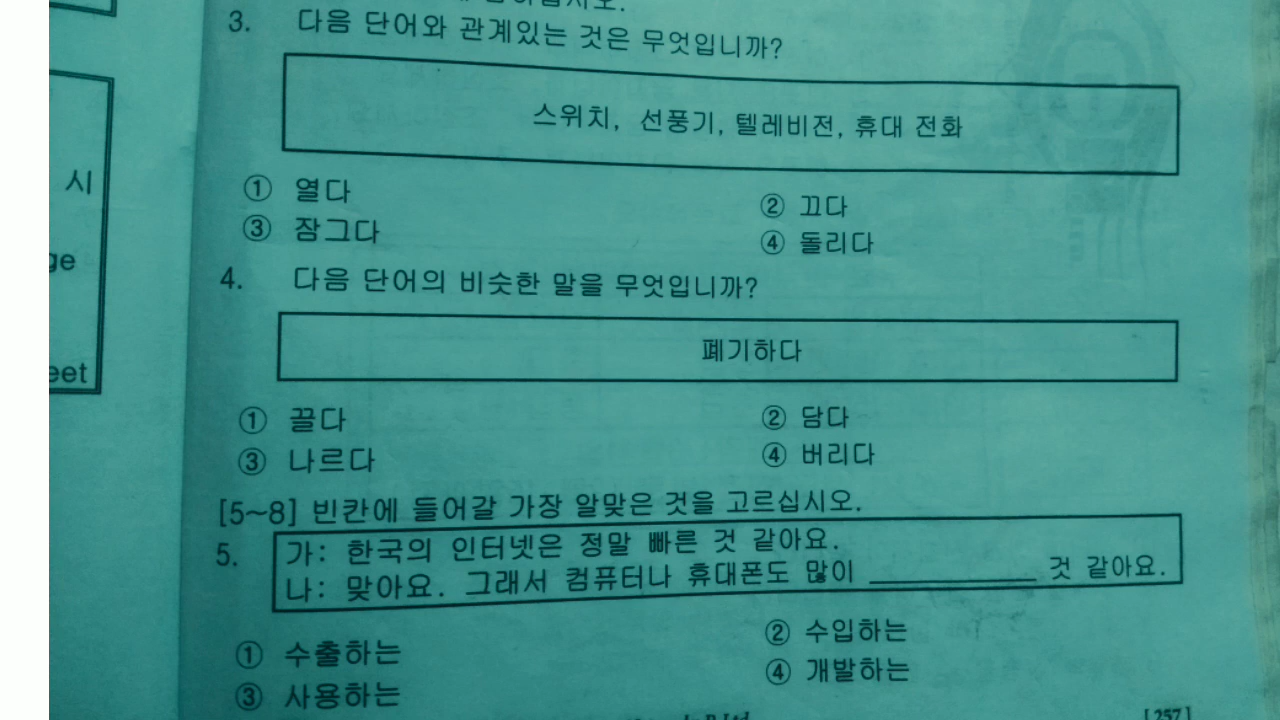 3. 다음 단어와 관계있는 것은 무엇입니까?
스위치, 선풍기, 텔레비전, 휴대 전화
① 열다
② 끄다
③ 잠그다
④ 돌리다
4. 다음 단어의 비슷한 말을 무엇입니까?
폐기하다
① 끌다
② 담다
③ 나르다
④ 버리다
[5~8] 빈칸에 들어갈 가장 알맞은 것을 고르십시오.
5. 가: 한국의 인터넷은 정말 빠른 것 같아요.
나: 맞아요. 그래서 컴퓨터나 휴대폰도 많이 ________ 것 같아요.
① 수출하는
② 수입하는
③ 사용하는
④ 개발하는
[257]
시
ge
eet